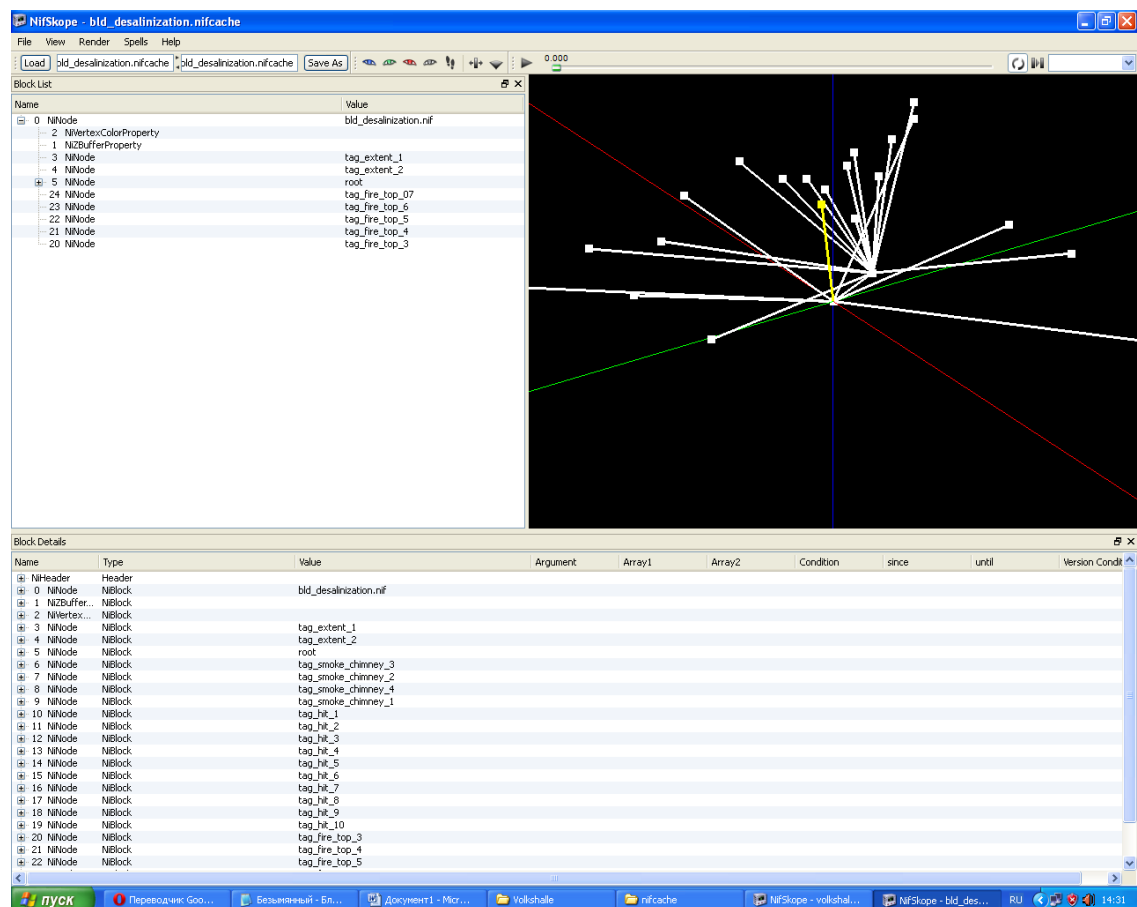 NifSkope - bld_desalinization.nifcache
File View Render Spells Help
Load bld_desalinization.nifcache bld_desalinization.nifcache Save As 0.000
Block List
Name Value
0 NiNode bld_desalinization.nif
2 NiVertexColorProperty
1 NiZBufferProperty
3 NiNode tag_extent_1
4 NiNode tag_extent_2
5 NiNode root
24 NiNode tag_fire_top_07
23 NiNode tag_fire_top_6
22 NiNode tag_fire_top_5
21 NiNode tag_fire_top_4
20 NiNode tag_fire_top_3
Block Details
Name Type Value Argument Array1 Array2 Condition since until Version Condit
NiHeader Header
0 NiNode NiBlock bld_desalinization.nif
1 NiZBuffer... NiBlock
2 NiVertex... NiBlock
3 NiNode NiBlock tag_extent_1
4 NiNode NiBlock tag_extent_2
5 NiNode NiBlock root
6 NiNode NiBlock tag_smoke_chimney_3
7 NiNode NiBlock tag_smoke_chimney_2
8 NiNode NiBlock tag_smoke_chimney_4
9 NiNode NiBlock tag_smoke_chimney_1
10 NiNode NiBlock tag_hit_1
11 NiNode NiBlock tag_hit_2
12 NiNode NiBlock tag_hit_3
13 NiNode NiBlock tag_hit_4
14 NiNode NiBlock tag_hit_5
15 NiNode NiBlock tag_hit_6
16 NiNode NiBlock tag_hit_7
17 NiNode NiBlock tag_hit_8
18 NiNode NiBlock tag_hit_9
19 NiNode NiBlock tag_hit_10
20 NiNode NiBlock tag_fire_top_3
21 NiNode NiBlock tag_fire_top_4
22 NiNode NiBlock tag_fire_top_5
пуск Переводчик Goo... Безымянный - Бл... Документ1 - Micr... Volkshalle nifcache NifSkope - volkshal... NifSkope - bld_des... RU 14:31